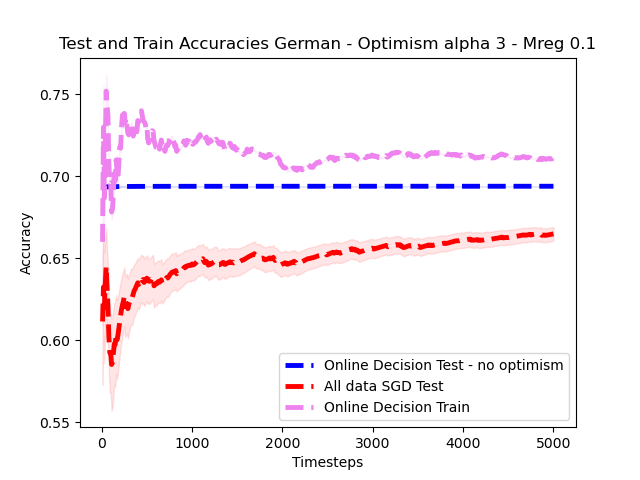 Test and Train Accuracies German - Optimism alpha 3 - Mreg 0.1
Accuracy
0.75
0.70
0.65
0.60
0.55
Online Decision Test - no optimism
All data SGD Test
Online Decision Train
0 1000 2000 3000 4000 5000
Timesteps